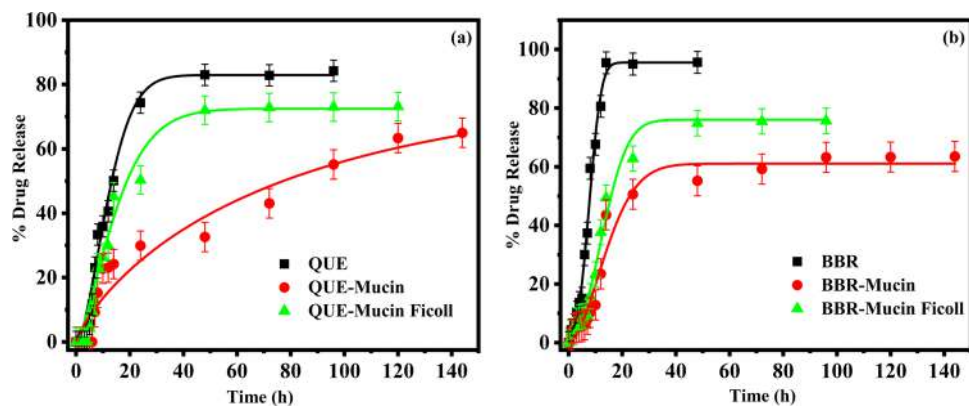 (a)
% Drug Release
100
80
60
40
20
0
QUE
QUE-Mucin
QUE-Mucin Ficoll
0 20 40 60 80 100 120 140
Time (h)
(b)
% Drug Release
100
80
60
40
20
0
BBR
BBR-Mucin
BBR-Mucin Ficoll
0 20 40 60 80 100 120 140
Time (h)